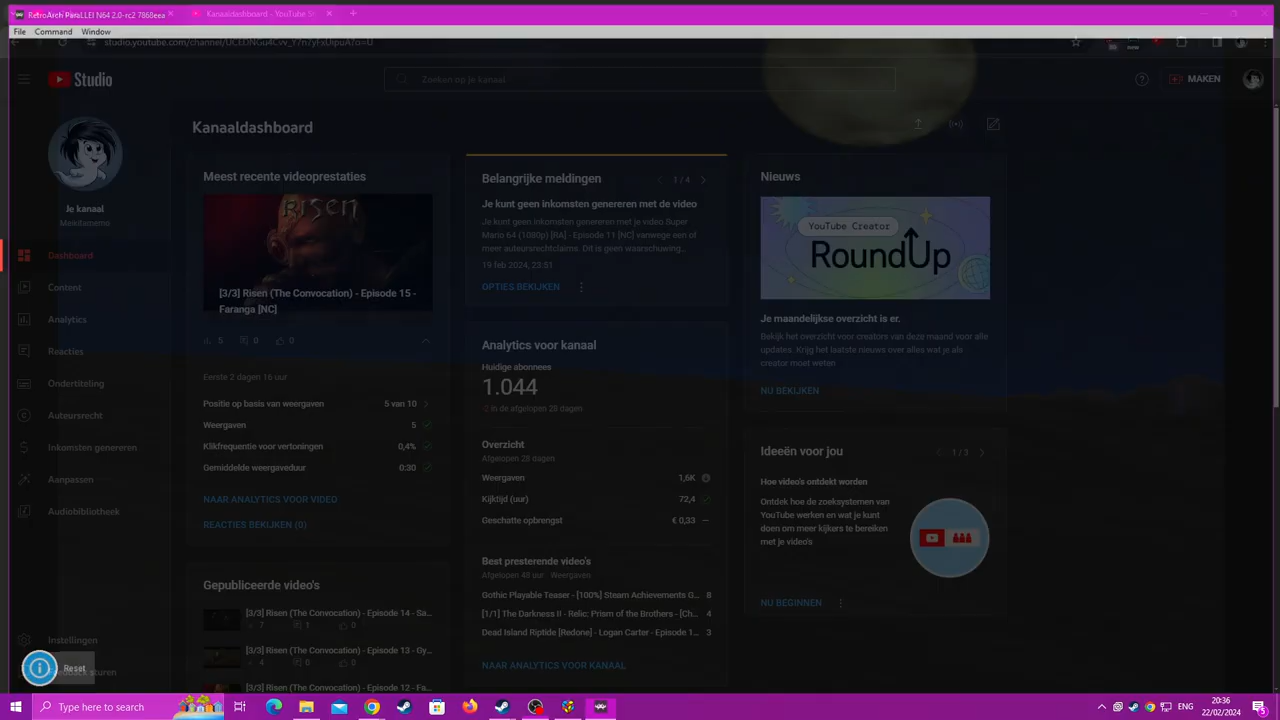 RetroArch ParaLLEl N64 2.0-rc2 7868eea
Kanaaldashboard - YouTube St
File Command Window
Studio
Zoeken op je kanaal
MAKEN
Kanaaldashboard
Je kanaal
Meikitamemo
Dashboard
Content
Analytics
Reacties
Ondertiteling
Auteursrecht
Inkomsten genereren
Aanpassen
Audiobibliotheek
Instellingen
Feedback sturen
Reset
Meest recente videoprestaties
RISEN
[3/3] Risen (The Convocation) - Episode 15 -
Faranga [NC]
5 0 0
Eerste 2 dagen 16 uur
Positie op basis van weergaven 5 van 10
Weergaven 5
Klikfrequentie voor vertoningen 0,4%
Gemiddelde weergaveduur 0:30
NAAR ANALYTICS VOOR VIDEO
REACTIES BEKIJKEN (0)
Gepubliceerde video's
[3/3] Risen (The Convocation) - Episode 14 - Sa...
7 1 0
[3/3] Risen (The Convocation) - Episode 13 - Gy...
4 0 0
[3/3] Risen (The Convocation) - Episode 12 - Fa
Belangrijke meldingen
1 / 4
Je kunt geen inkomsten genereren met de video
Je kunt geen inkomsten genereren met je video Super
Mario 64 (1080p) [RA] - Episode 11 [NC] vanwege een of
meer auteursrechtclaims. Dit is geen waarschuwing...
19 feb 2024, 23:51
OPTIES BEKIJKEN
Analytics voor kanaal
Huidige abonnees
1.044
In de afgelopen 28 dagen
Overzicht
Afgelopen 28 dagen
Weergaven 1,6K
Kijktijd (uur) 72,4
Geschatte opbrengst € 0,33 —
Best presterende video's
Afgelopen 48 uur · Weergaven
Gothic Playable Teaser - [100%] Steam Achievements G... 8
[1/1] The Darkness II - Relic: Prism of the Brothers - [Ch... 4
Dead Island Riptide [Redone] - Logan Carter - Episode 1... 3
NAAR ANALYTICS VOOR KANAAL
Nieuws
YouTube Creator
RoundUp
Je maandelijkse overzicht is er.
Bekijk het overzicht voor creators van deze maand voor alle
updates. Krijg het laatste nieuws over alles wat je als
creator moet weten
NU BEKIJKEN
Ideeën voor jou
1 / 3
Hoe video's ontdekt worden
Ontdek hoe de zoeksystemen van
YouTube werken en wat je kunt
doen om meer kijkers te bereiken
met je video's
NU BEGINNEN
Type here to search
ENG
20:36
22/02/2024
5